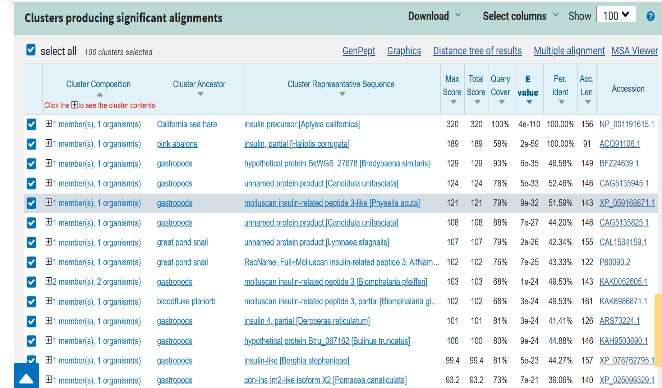 Clusters producing significant alignments Download Select columns Show 100
select all 100 clusters selected GenPept Graphics Distance tree of results Multiple alignment MSA Viewer
Cluster Composition Cluster Ancestor Cluster Representative Sequence Max Score Total Score Query Cover E value Per. Ident Acc. Len Accession
Click the to see the cluster contents
1 member(s), 1 organism(s) California sea hare insulin precursor [Aplysia californica] 320 320 100% 4e-110 100.00% 156 NP_001191615.1
1 member(s), 1 organism(s) pink abalone insulin, partial [Haliotis corrugata] 189 189 58% 2e-59 100.00% 91 ACQ91106.1
1 member(s), 1 organism(s) gastropods hypothetical protein BsWGS_27678 [Bradybaena similaris] 129 129 93% 6e-35 46.58% 149 BFZ24639.1
1 member(s), 1 organism(s) gastropods unnamed protein product [Candidula unifasciata] 124 124 78% 5e-33 52.46% 146 CAG5135945.1
1 member(s), 1 organism(s) gastropods molluscan insulin-related peptide 3-like [Physella acuta] 121 121 79% 9e-32 51.59% 143 XP_059169871.1
1 member(s), 1 organism(s) gastropods unnamed protein product [Candidula unifasciata] 108 108 88% 7e-27 44.20% 146 CAG5135825.1
1 member(s), 1 organism(s) great pond snail unnamed protein product [Lymnaea stagnalis] 107 107 79% 2e-26 42.34% 155 CAL1534159.1
1 member(s), 1 organism(s) great pond snail RecName: Full=Molluscan insulin-related peptide 3; AltNam... 102 102 76% 7e-25 43.33% 122 P80090.2
2 member(s), 2 organism(s) gastropods molluscan insulin-related peptide 3 [Biomphalaria pfeifferi] 103 103 68% 1e-24 49.53% 143 KAK0052605.1
1 member(s), 1 organism(s) bloodfluke planorb molluscan insulin-related peptide 3, partial [Biomphalaria gl... 102 102 68% 3e-24 49.53% 161 KAK6986871.1
1 member(s), 1 organism(s) gastropods insulin 4, partial [Deroceras reticulatum] 101 101 81% 3e-24 41.41% 126 ARS73224.1
1 member(s), 1 organism(s) gastropods hypothetical protein Btru_067162 [Bulinus truncatus] 100 100 80% 9e-24 44.88% 146 KAH9503690.1
1 member(s), 1 organism(s) gastropods insulin-like [Berghia stephanieae] 99.4 99.4 81% 5e-23 44.27% 157 XP_078762795.1
1 member(s), 1 organism(s) gastropods con-Ins Im2-like isoform X2 [Pomacea canaliculata] 93.2 93.2 73% 7e-21 39.06% 140 XP_025099329.1